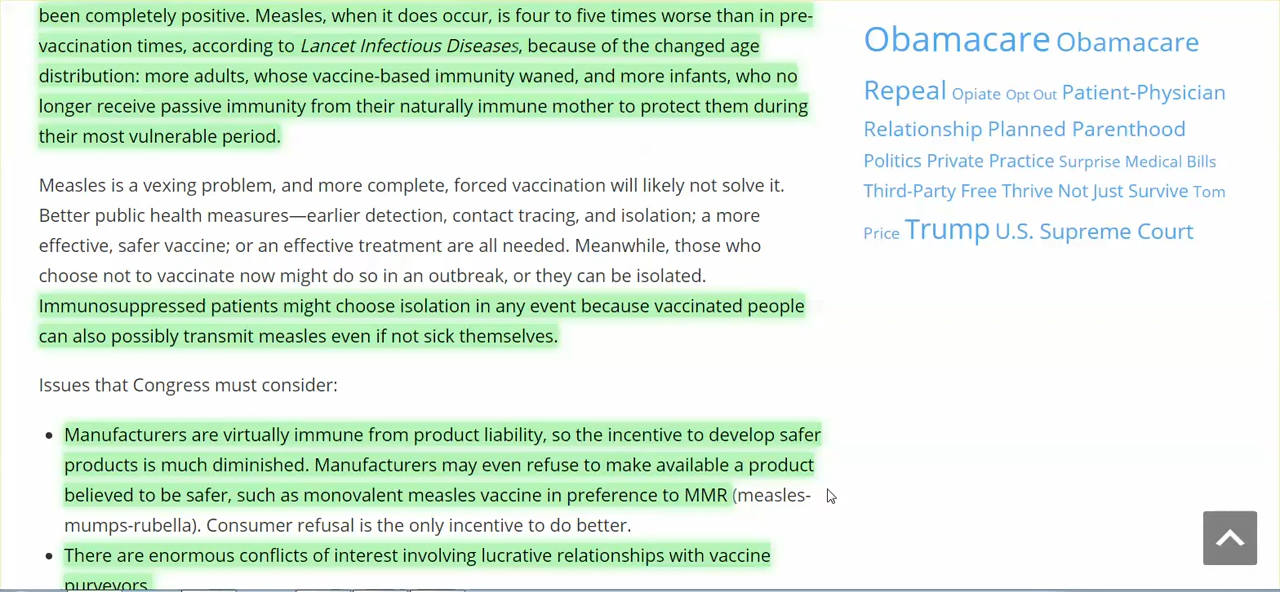 been completely positive. Measles, when it does occur, is four to five times worse than in pre-
vaccination times, according to Lancet Infectious Diseases, because of the changed age
distribution: more adults, whose vaccine-based immunity waned, and more infants, who no
longer receive passive immunity from their naturally immune mother to protect them during
their most vulnerable period.
Measles is a vexing problem, and more complete, forced vaccination will likely not solve it.
Better public health measures—earlier detection, contact tracing, and isolation; a more
effective, safer vaccine; or an effective treatment are all needed. Meanwhile, those who
choose not to vaccinate now might do so in an outbreak, or they can be isolated.
Immunosuppressed patients might choose isolation in any event because vaccinated people
can also possibly transmit measles even if not sick themselves.
Issues that Congress must consider:
• Manufacturers are virtually immune from product liability, so the incentive to develop safer
products is much diminished. Manufacturers may even refuse to make available a product
believed to be safer, such as monovalent measles vaccine in preference to MMR (measles-
mumps-rubella). Consumer refusal is the only incentive to do better.
• There are enormous conflicts of interest involving lucrative relationships with vaccine
purveyors.
Obamacare Obamacare
Repeal Opiate Opt Out Patient-Physician
Relationship Planned Parenthood
Politics Private Practice Surprise Medical Bills
Third-Party Free Thrive Not Just Survive Tom
Price Trump U.S. Supreme Court